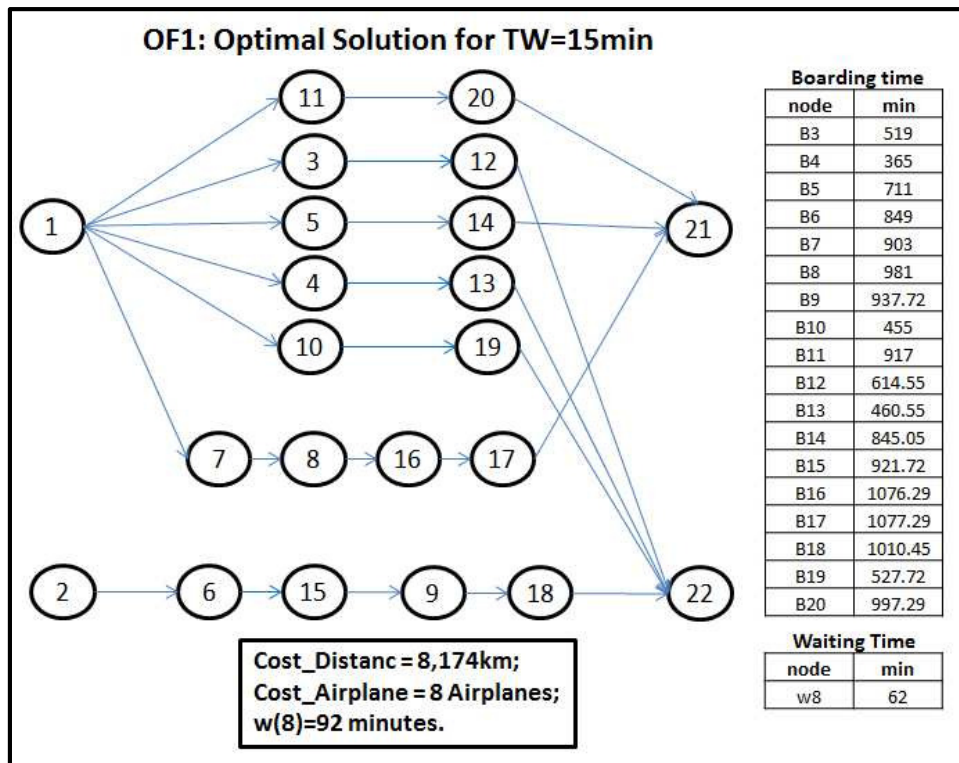 OF1: Optimal Solution for TW=15min
11
20
3
12
1
5
14
21
4
13
10
19
7
8
16
17
2
6
15
9
18
22
Cost_Distanc = 8,174km;
Cost_Airplane = 8 Airplanes;
w(8)=92 minutes.
Boarding time
node min
B3 519
B4 365
B5 711
B6 849
B7 903
B8 981
B9 937.72
B10 455
B11 917
B12 614.55
B13 460.55
B14 845.05
B15 921.72
B16 1076.29
B17 1077.29
B18 1010.45
B19 527.72
B20 997.29
Waiting Time
node min
w8 62